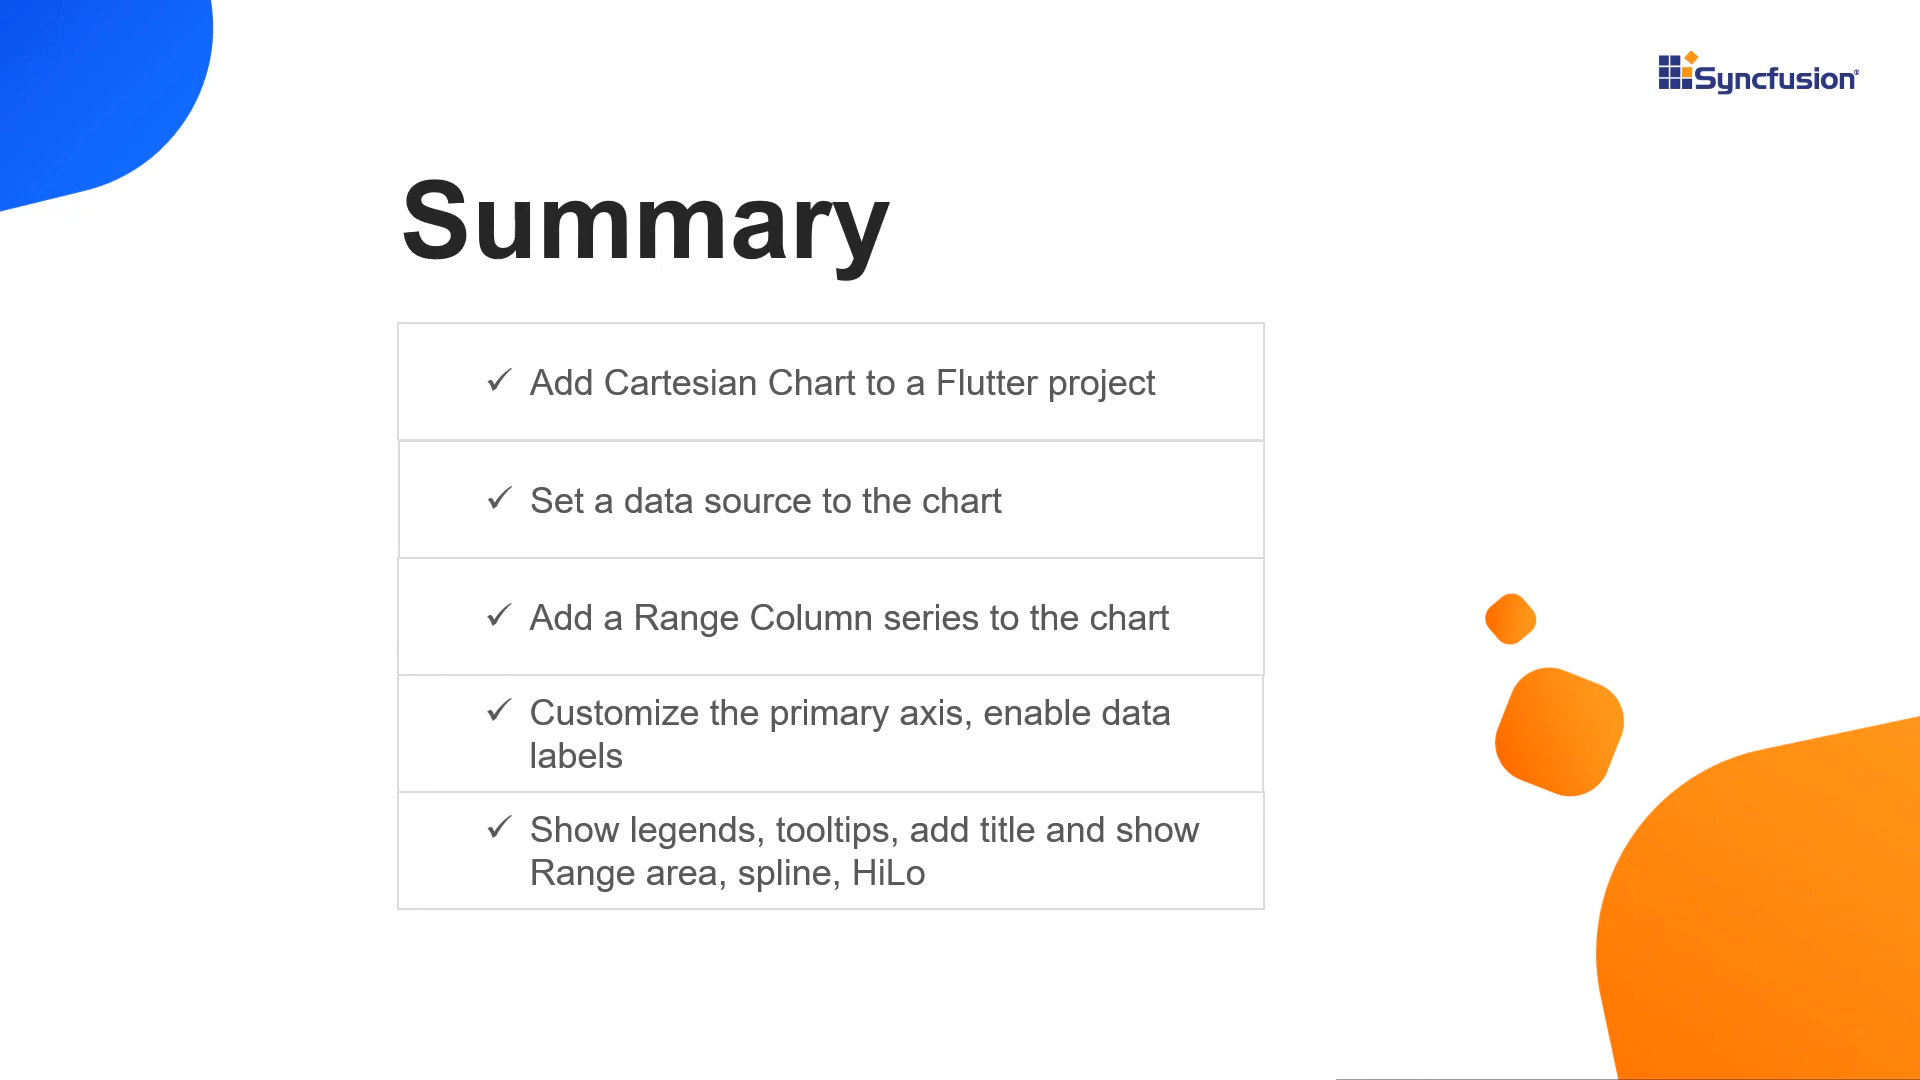 Syncfusion®
Summary
✓ Add Cartesian Chart to a Flutter project
✓ Set a data source to the chart
✓ Add a Range Column series to the chart
✓ Customize the primary axis, enable data
labels
✓ Show legends, tooltips, add title and show
Range area, spline, HiLo